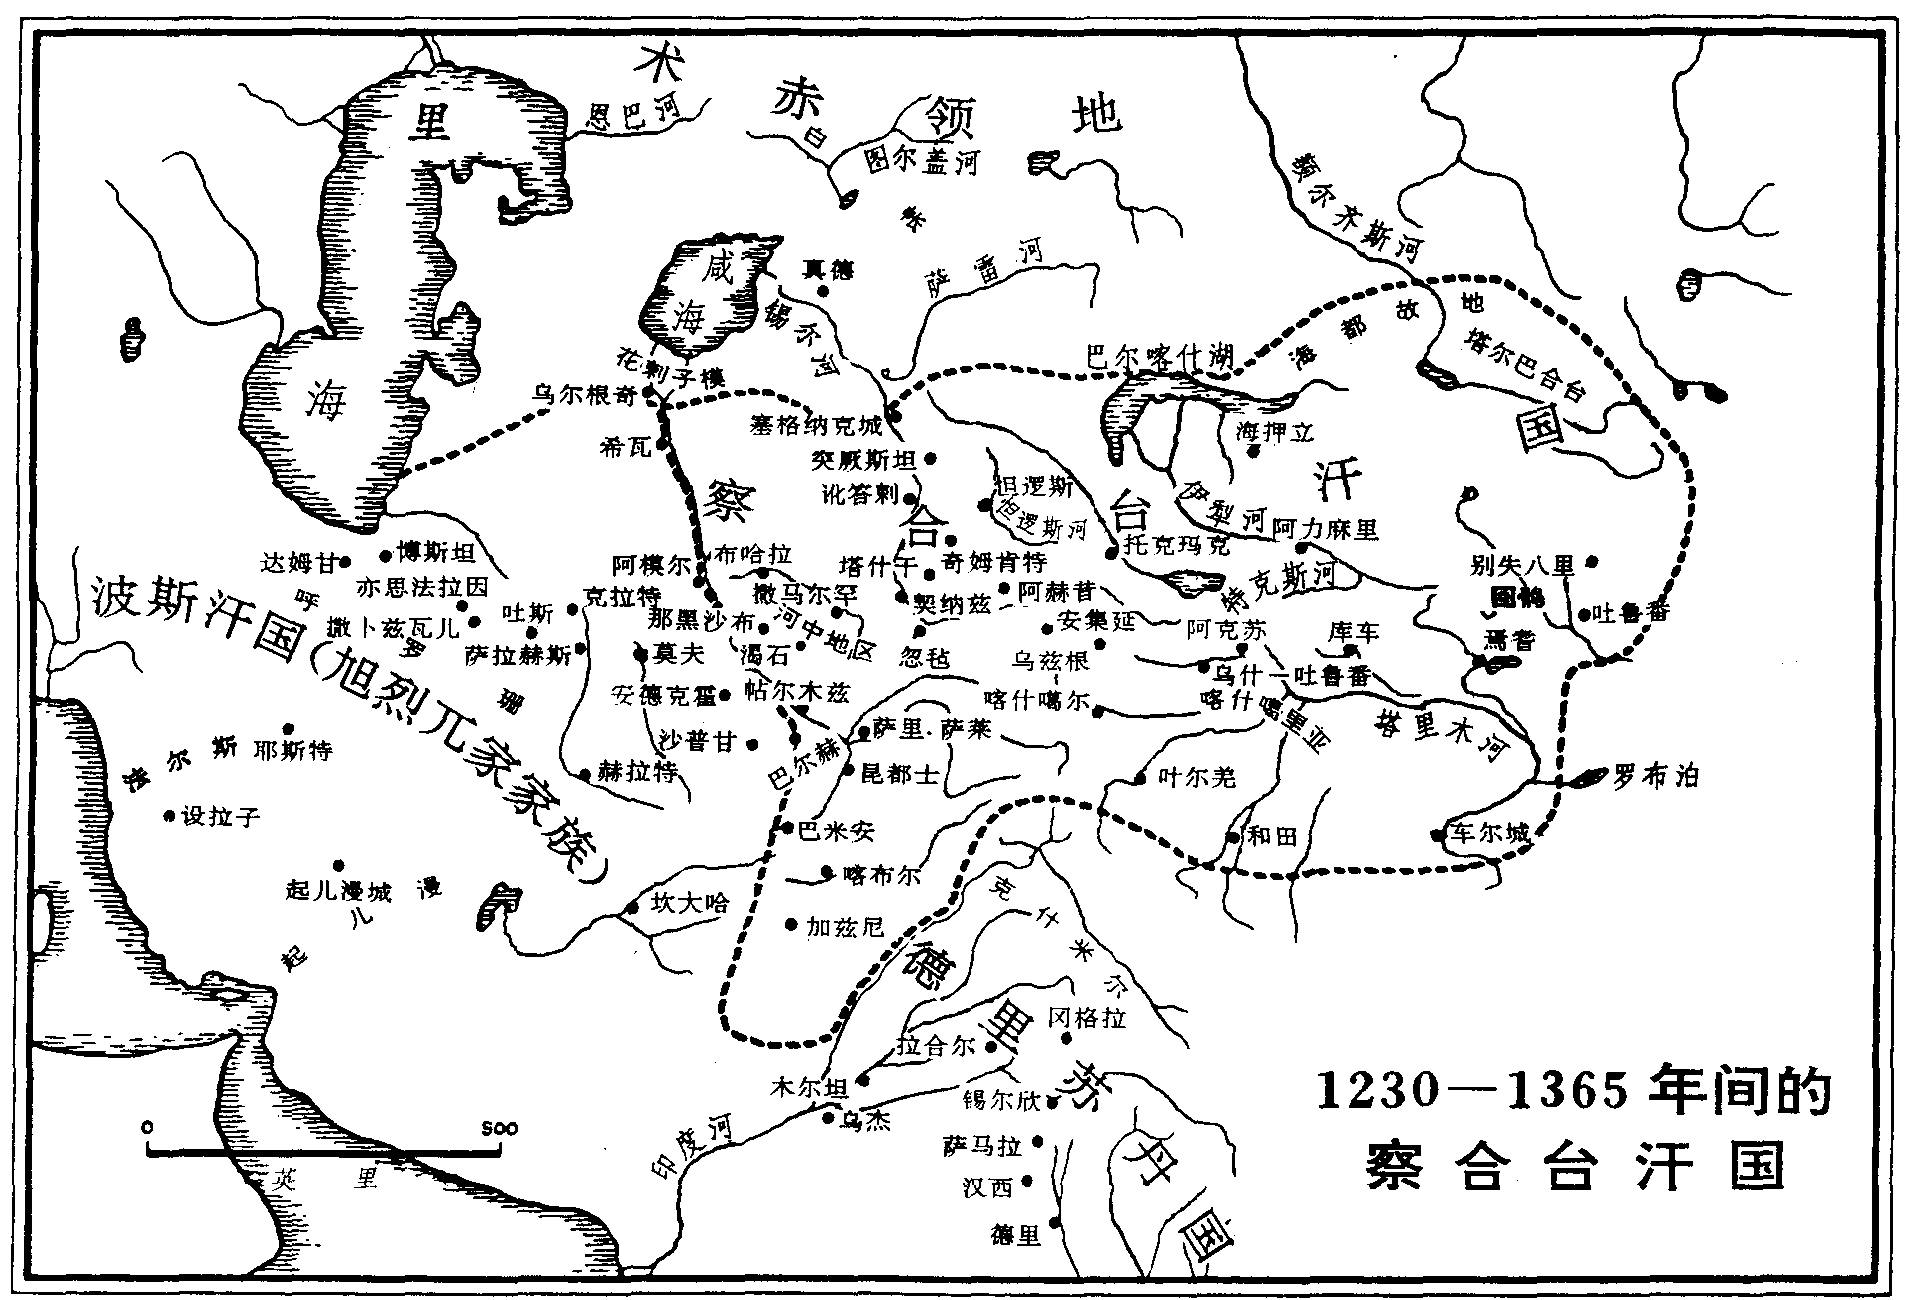 术赤领地
里海
恩巴河
白
图尔盖河
额尔齐斯河
咸海
真德
萨雷河
锡尔河
海都故地
塔尔巴合台
巴尔喀什湖
花剌子模
乌尔根奇
希瓦
塞格纳克城
突厥斯坦
讹答剌
怛逻斯
怛逻斯河
海押立
察合台汗国
伊犁河
阿力麻里
托克玛克
特克斯河
别失八里
吐鲁番
焉耆
达姆甘
博斯坦
亦思法拉因
撒卜兹瓦儿
吐斯
克拉特
萨拉赫斯
呼罗珊
阿模尔
布哈拉
撒马尔罕
那黑沙布
河中地区
渴石
塔什干
奇姆肯特
契纳兹
阿赫昔
安集延
忽毡
乌兹根
阿克苏
库车
乌什—吐鲁番
喀什噶尔
喀什噶里亚
塔里木河
罗布泊
莫夫
安德克霍
帖尔木兹
沙普甘
巴尔赫
萨里·萨莱
昆都士
赫拉特
巴米安
喀布尔
加兹尼
坎大哈
叶尔羌
和田
车尔城
波斯汗国（旭烈兀家家族）
法尔斯
耶斯特
设拉子
起儿漫城
起儿漫
克什米尔
德里苏丹国
冈格拉
拉合尔
木尔坦
乌杰
锡尔欣
萨马拉
汉西
德里
印度河
0 500
英里
1230—1365年间的
察合台汗国